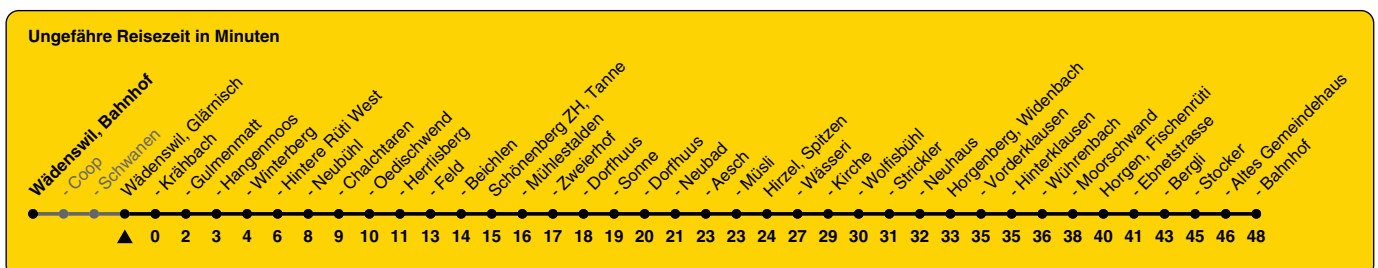 Ungefähre Reisezeit in Minuten
Wädenswil, Bahnhof
- Coop
- Schwanen
Wädenswil, Glärnisch
- Krähbach
- Gulmenmatt
- Hangenmoos
- Winterberg
- Hintere Rüti West
- Neubühl
- Chalchtaren
- Oedischwend
- Herrlisberg
- Feld
- Beichlen
Schönenberg ZH, Tanne
- Mühlestalden
- Zweierhof
- Dorfhuus
- Sonne
- Dorfhuus
- Neubad
- Aesch
- Müsli
Hirzel, Spitzen
- Wässeri
- Kirche
- Wolfisbühl
- Strickler
- Neuhaus
Horgenberg, Widenbach
- Vorderklausen
- Hinterklausen
- Wührenbach
- Moorschwand
Horgen, Fischenrüti
- Ebnetstrasse
- Bergli
- Stocker
- Altes Gemeindehaus
- Bahnhof
0 2 3 4 6 8 9 10 11 13 14 15 16 17 18 19 20 21 23 23 24 27 29 30 31 32 33 35 35 36 38 40 41 43 45 46 48